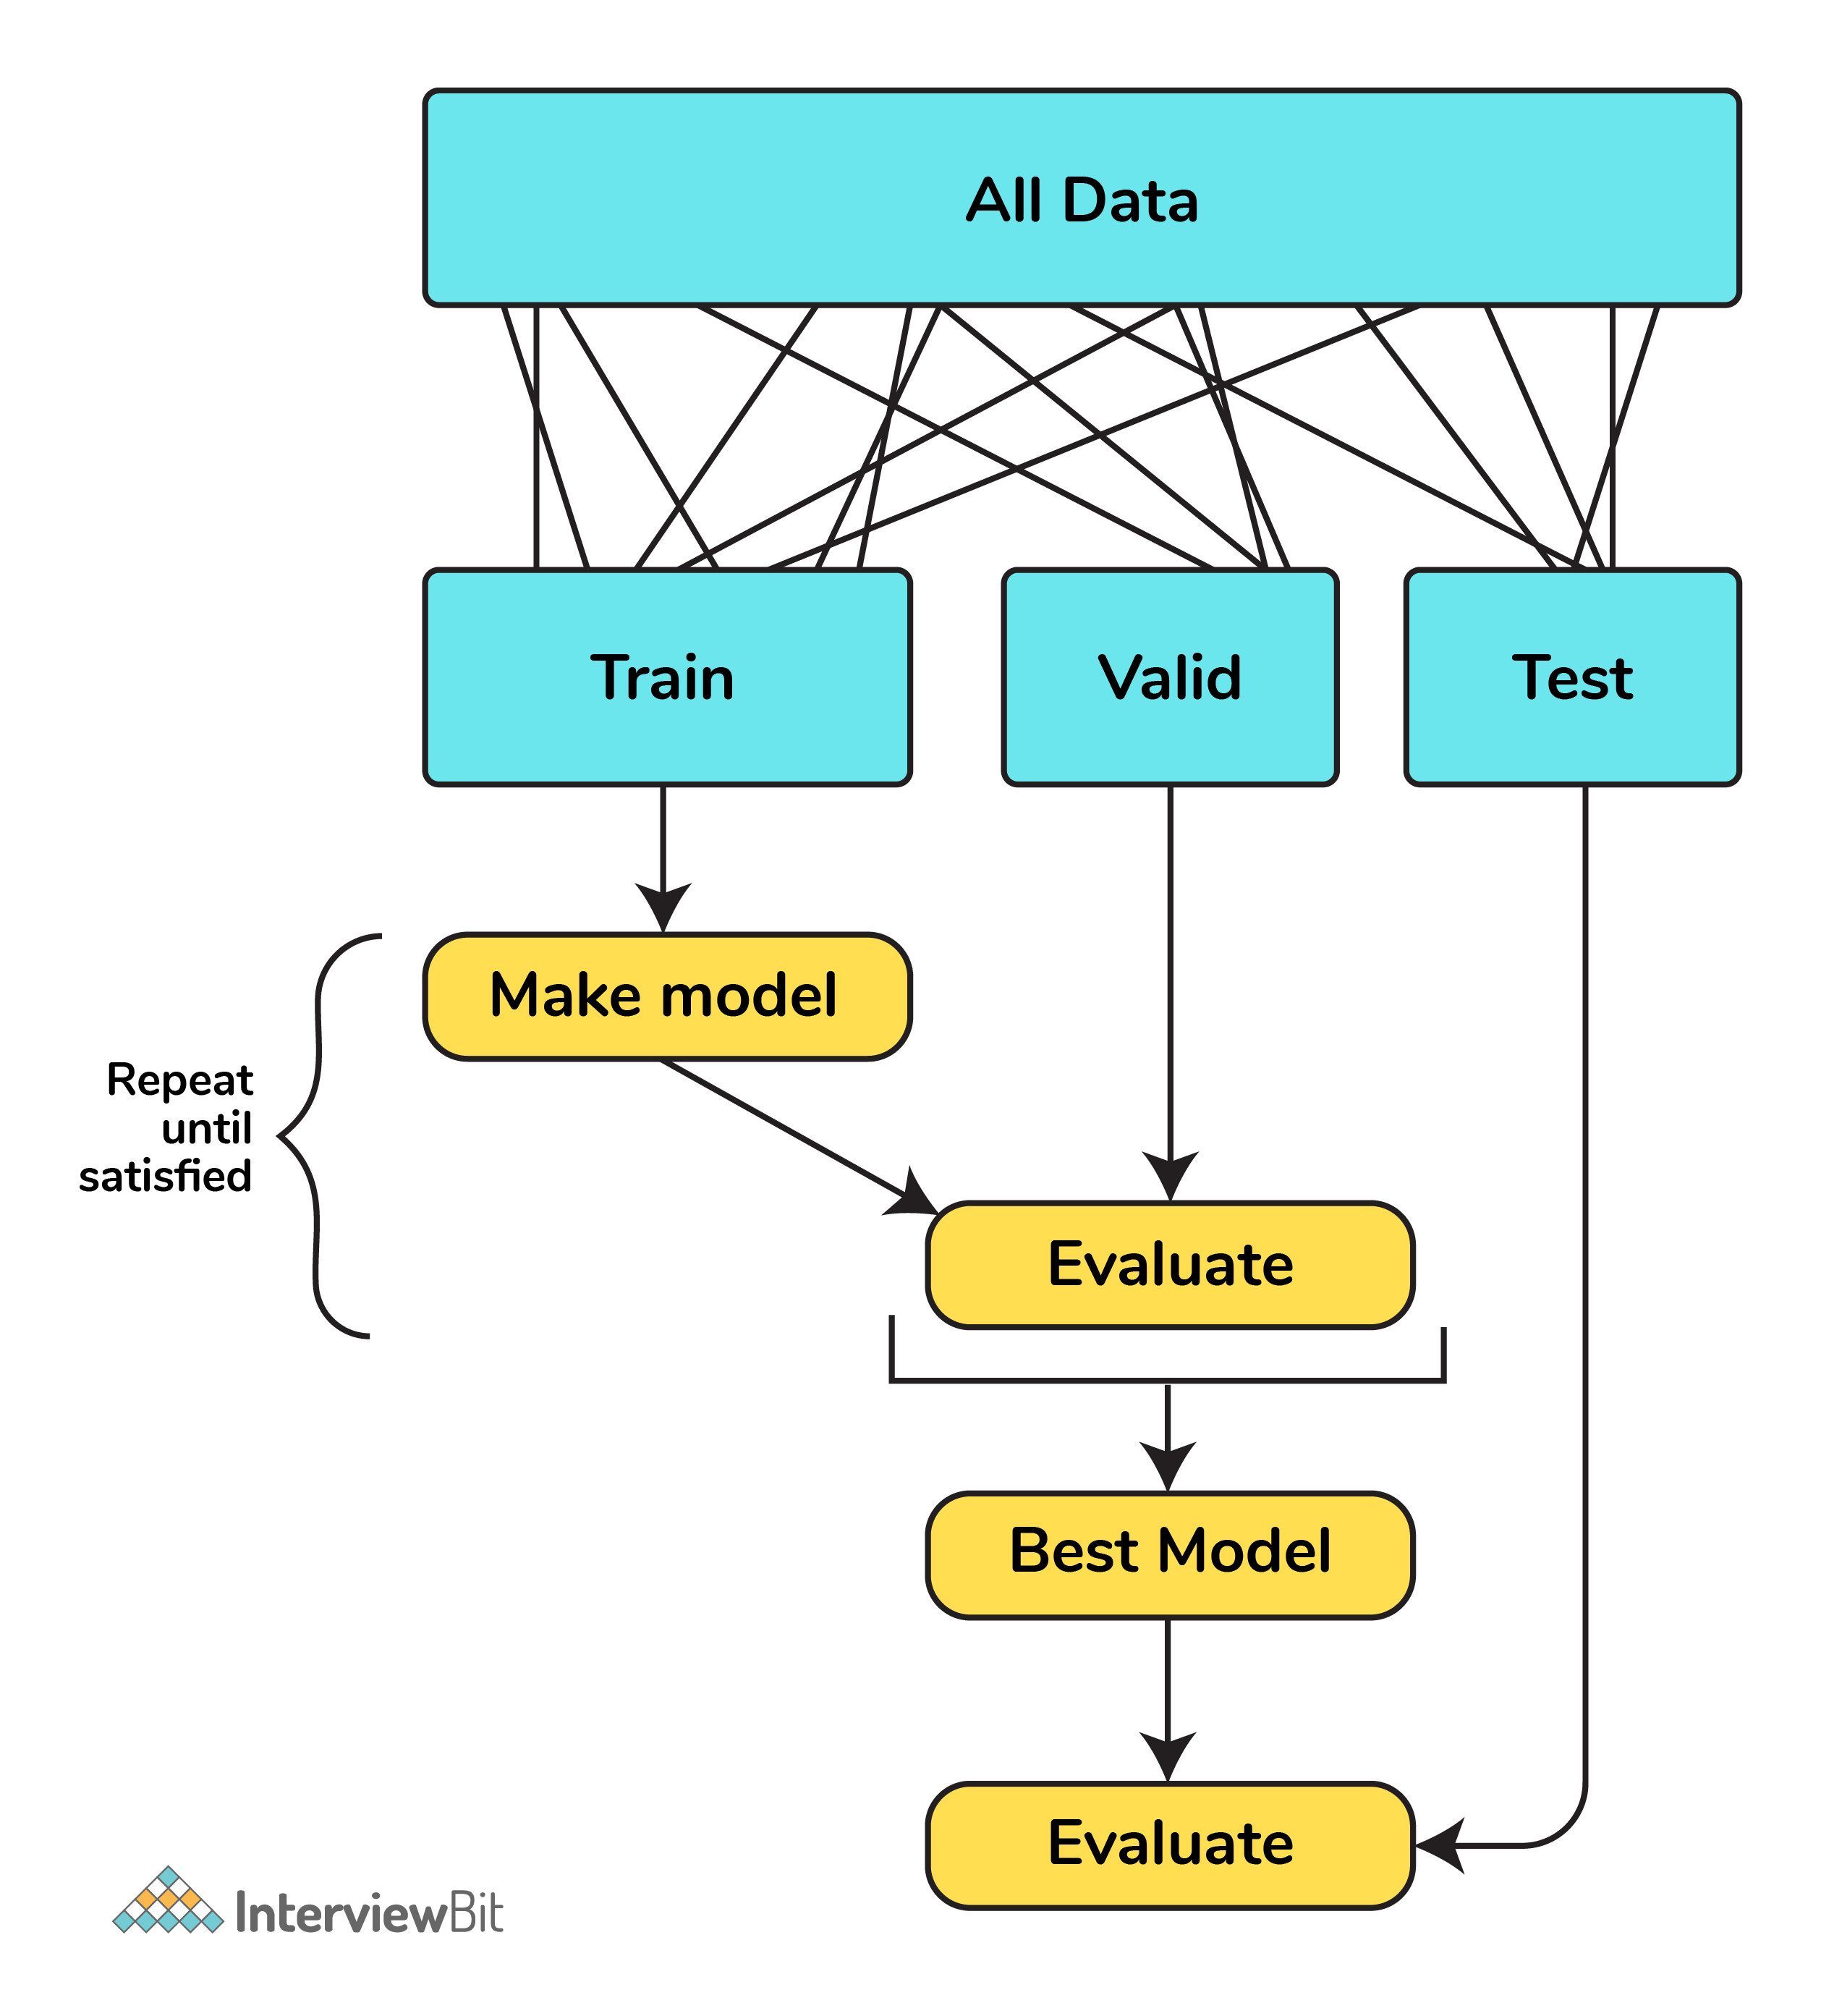 All Data
Train
Valid
Test
Make model
Repeat
until
satisfied
Evaluate
Best Model
Evaluate
InterviewBit